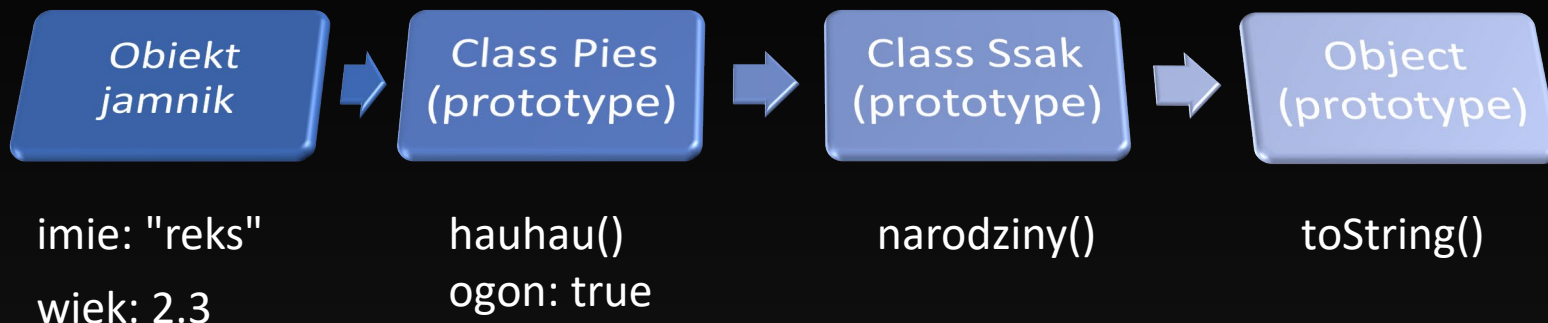 Obiekt
jamnik
Class Pies
(prototype)
Class Ssak
(prototype)
Object
(prototype)
imie: "reks"
wiek: 2.3
hauhau()
ogon: true
narodziny()
toString()